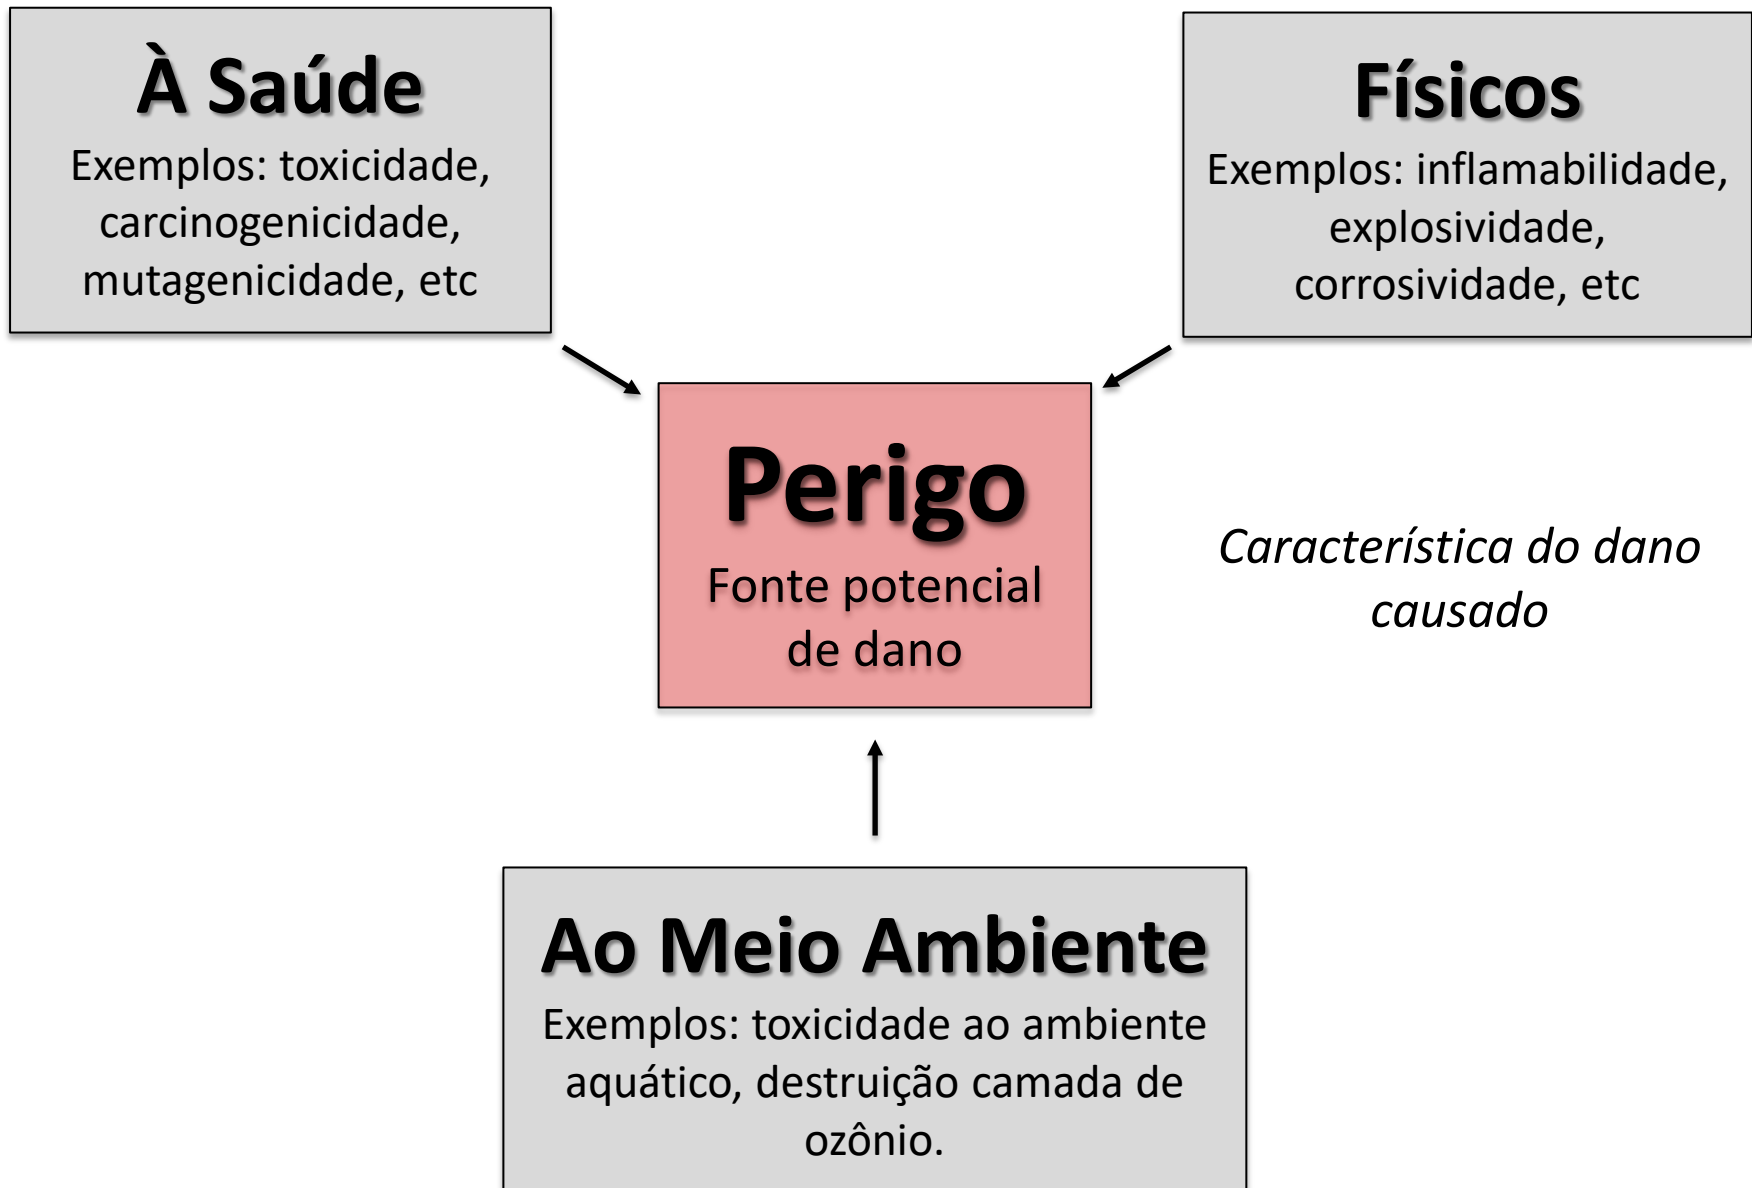 À Saúde
Exemplos: toxicidade,
carcinogenicidade,
mutagenicidade, etc
Físicos
Exemplos: inflamabilidade,
explosividade,
corrosividade, etc
Perigo
Fonte potencial
de dano
Característica do dano
causado
Ao Meio Ambiente
Exemplos: toxicidade ao ambiente
aquático, destruição camada de
ozônio.